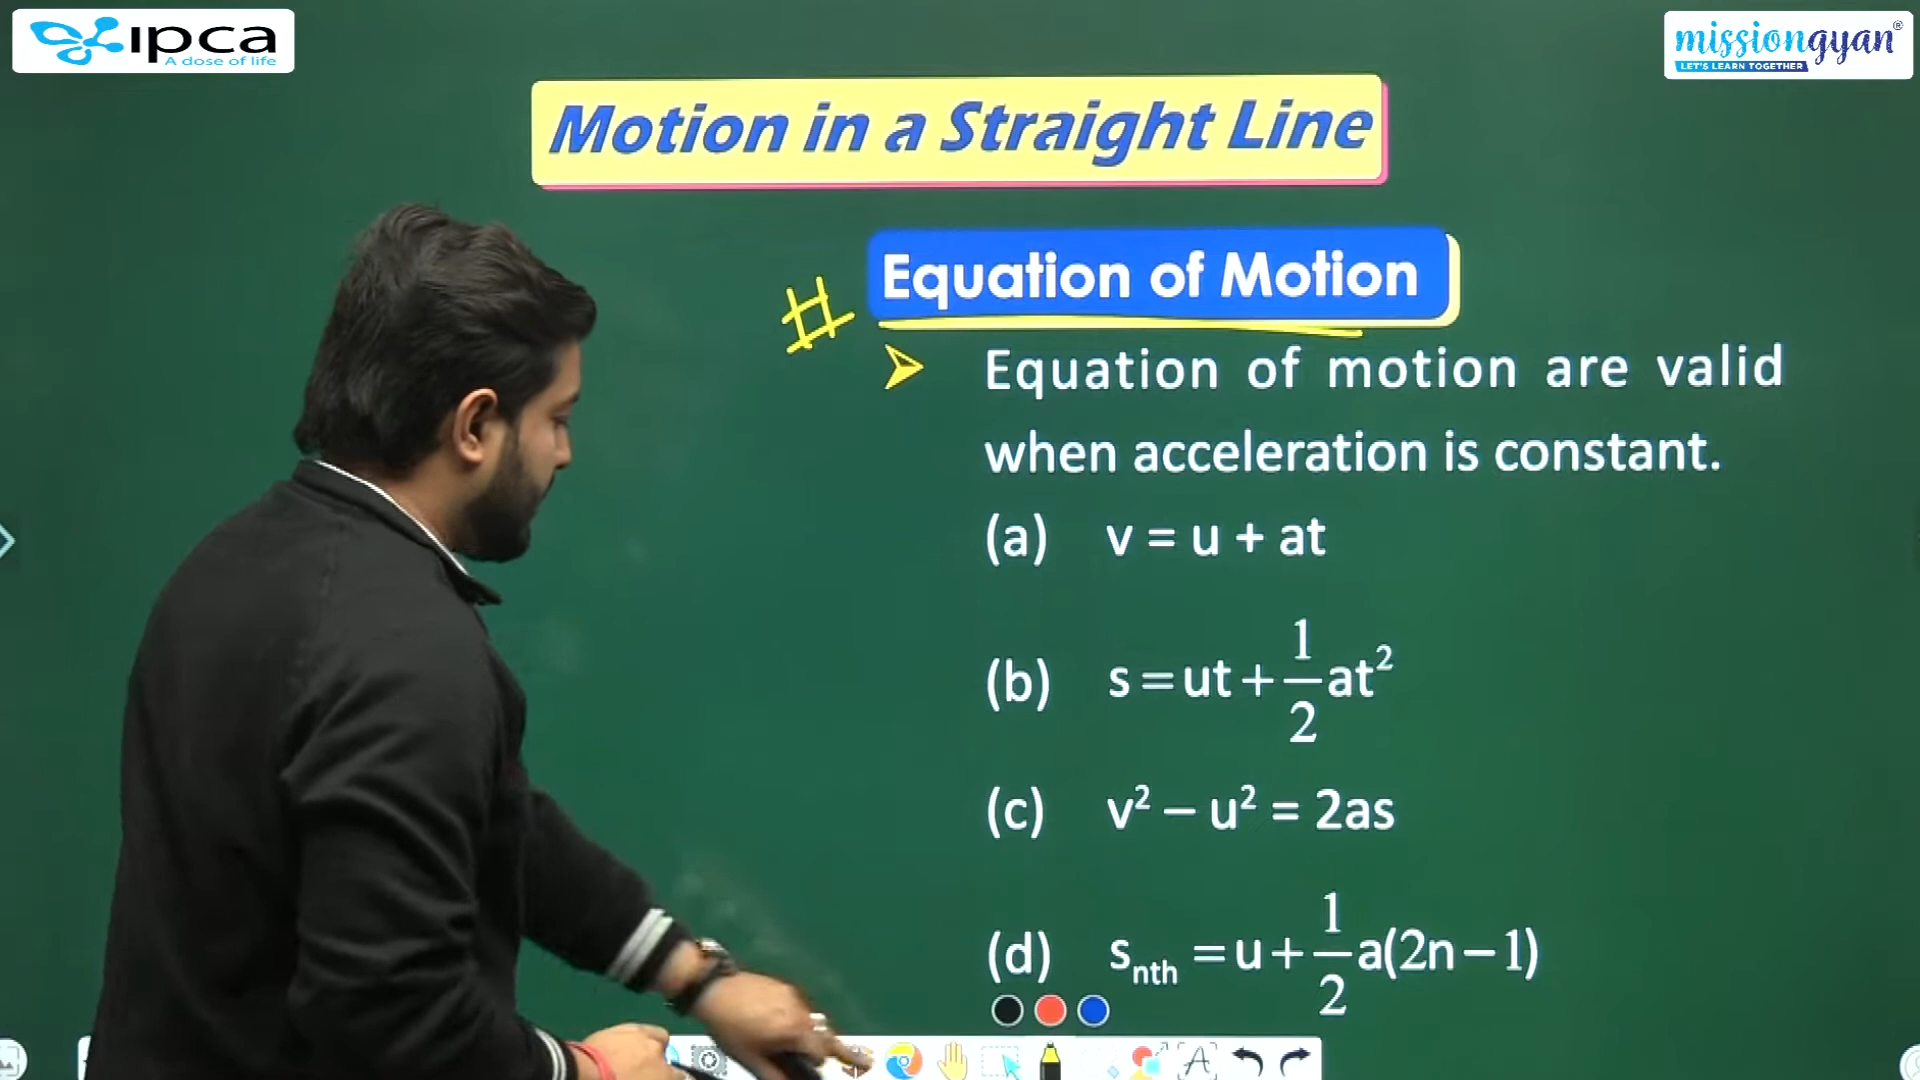 ipca
A dose of life
missiongyan®
LET'S LEARN TOGETHER
Motion in a Straight Line
# Equation of Motion
➤ Equation of motion are valid
when acceleration is constant.
(a) v = u + at
(b) s = ut + 1/2 at²
(c) v² – u² = 2as
(d) sₙₜₕ = u + 1/2 a(2n – 1)
A